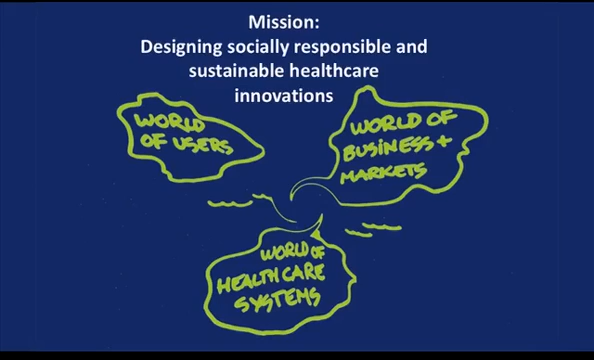 Mission:
Designing socially responsible and
sustainable healthcare
innovations
WORLD
OF USERS
WORLD OF
BUSINESS +
MARKETS
WORLD OF
HEALTH CARE
SYSTEMS